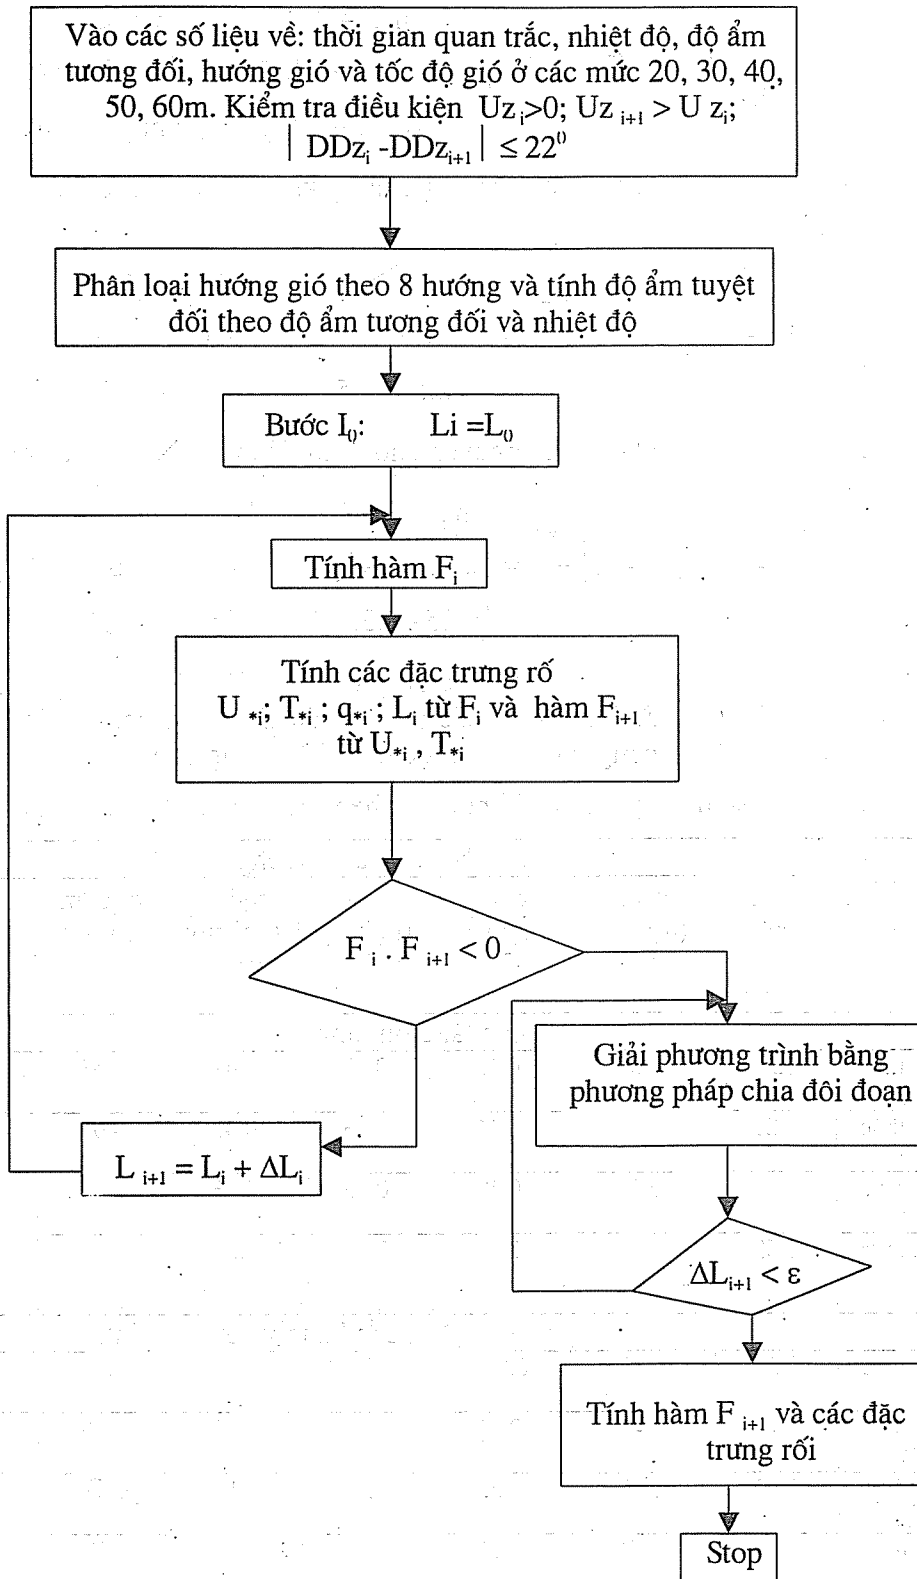 Vào các số liệu về: thời gian quan trắc, nhiệt độ, độ ẩm
tương đối, hướng gió và tốc độ gió ở các mức 20, 30, 40,
50, 60m. Kiểm tra điều kiện Uz i>0; Uz i+1 > U zi;
| DDzi -DDzi+1 | ≤ 22⁰
Phân loại hướng gió theo 8 hướng và tính độ ẩm tuyệt
đối theo độ ẩm tương đối và nhiệt độ
Bước I₀: Li =L₀
Tính hàm Fi
Tính các đặc trưng rố
U *i; T*i ; q*i ; Li từ Fi và hàm Fi+1
từ U*i , T*i
F i . F i+1 < 0
Giải phương trình bằng
phương pháp chia đôi đoạn
L i+1 = Li + ΔLi
ΔLi+1 < ε
Tính hàm F i+1 và các đặc
trưng rối
Stop